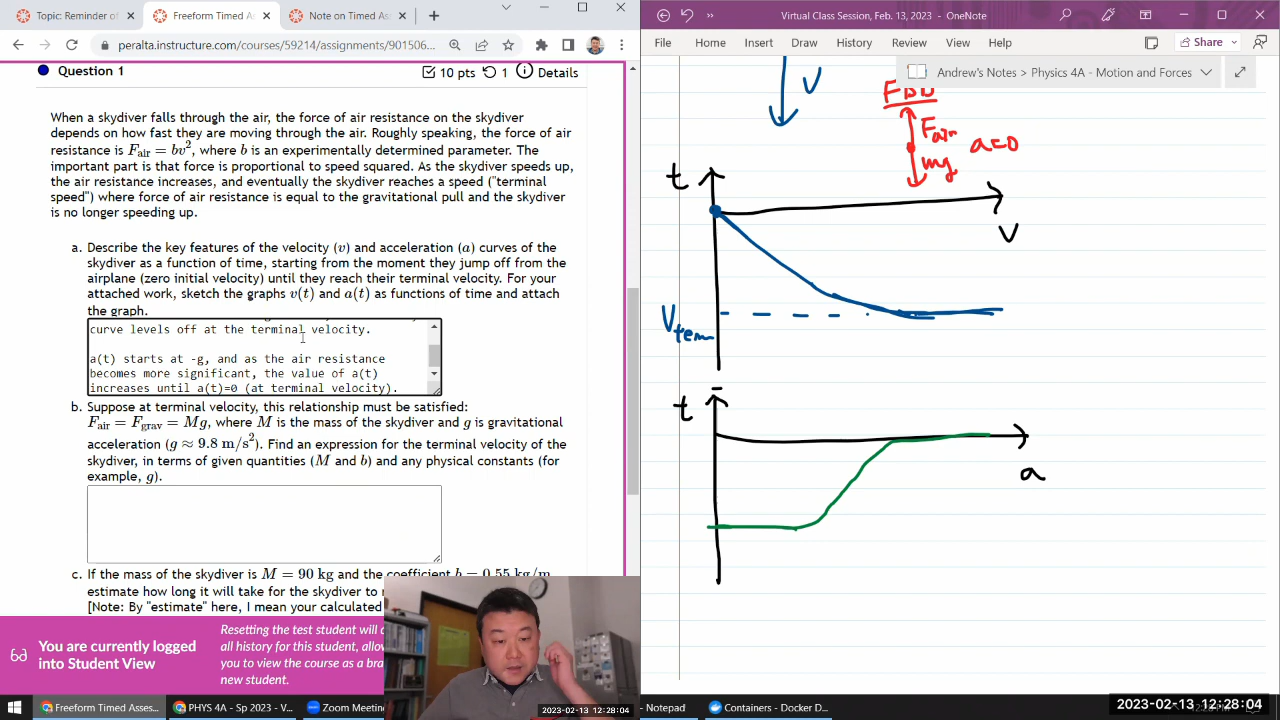 Topic: Reminder of
Freeform Timed As
Note on Timed As
peralta.instructure.com/courses/59214/assignments/901506...
Question 1
10 pts 1 Details
When a skydiver falls through the air, the force of air resistance on the skydiver
depends on how fast they are moving through the air. Roughly speaking, the force of air
resistance is F_air = bv², where b is an experimentally determined parameter. The
important part is that force is proportional to speed squared. As the skydiver speeds up,
the air resistance increases, and eventually the skydiver reaches a speed ("terminal
speed") where force of air resistance is equal to the gravitational pull and the skydiver
is no longer speeding up.
a. Describe the key features of the velocity (v) and acceleration (a) curves of the
skydiver as a function of time, starting from the moment they jump off from the
airplane (zero initial velocity) until they reach their terminal velocity. For your
attached work, sketch the graphs v(t) and a(t) as functions of time and attach
the graph.
curve levels off at the terminal velocity.
a(t) starts at -g, and as the air resistance
becomes more significant, the value of a(t)
increases until a(t)=0 (at terminal velocity).
b. Suppose at terminal velocity, this relationship must be satisfied:
F_air = F_grav = Mg, where M is the mass of the skydiver and g is gravitational
acceleration (g ≈ 9.8 m/s²). Find an expression for the terminal velocity of the
skydiver, in terms of given quantities (M and b) and any physical constants (for
example, g).
c. If the mass of the skydiver is M = 90 kg and the coefficient b = 0.55 kg/m
estimate how long it will take for the skydiver to
[Note: By "estimate" here, I mean your calculated
You are currently logged
into Student View
Resetting the test student will
all history for this student, allow
you to view the course as a bra
new student.
Freeform Timed Asses...
PHYS 4A - Sp 2023 - V...
Zoom Meeting
2023-02-13 12:28:04
Virtual Class Session, Feb. 13, 2023 - OneNote
File Home Insert Draw History Review View Help Share
Andrew's Notes > Physics 4A - Motion and Forces
V
FBD
Fair
a=0
mg
t
V
Vterm
t
a
- Notepad
Containers - Docker D...
2023-02-13 12:28:04